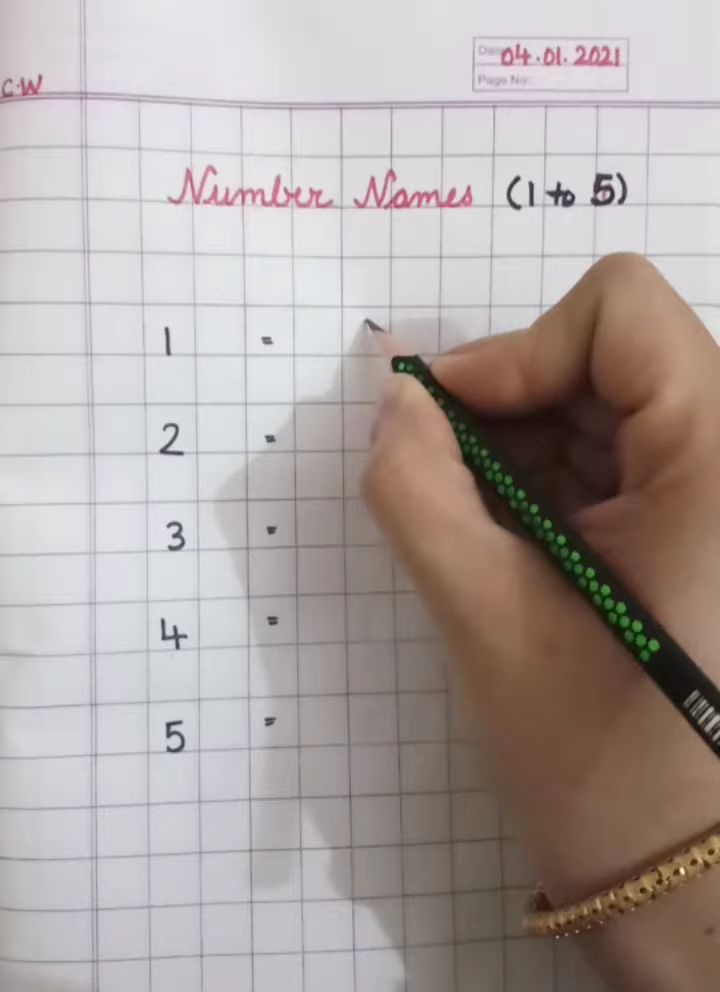 Date 04.01.2021
Page No:
C.W
Number Names (1 to 5)
1 =
2 =
3 =
4 =
5 =